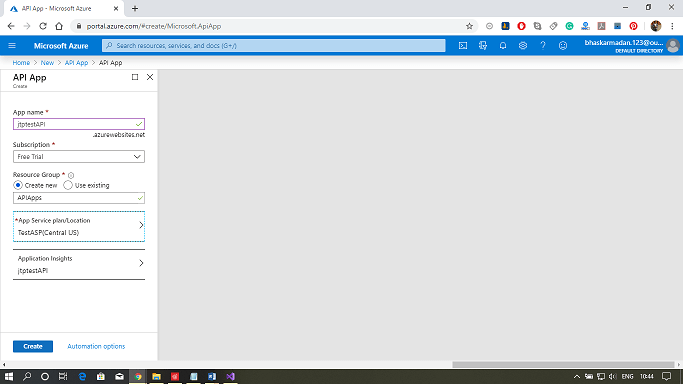 API App - Microsoft Azure
portal.azure.com/#create/Microsoft.ApiApp
Microsoft Azure
Search resources, services, and docs (G+/)
bhaskarmadan.123@ou...
DEFAULT DIRECTORY
Home > New > API App > API App
API App
Create
App name *
jtptestAPI
.azurewebsites.net
Subscription *
Free Trial
Resource Group *
Create new Use existing
APIApps
*App Service plan/Location
TestASP(Central US)
Application Insights
jtptestAPI
Create Automation options
ENG 10:44